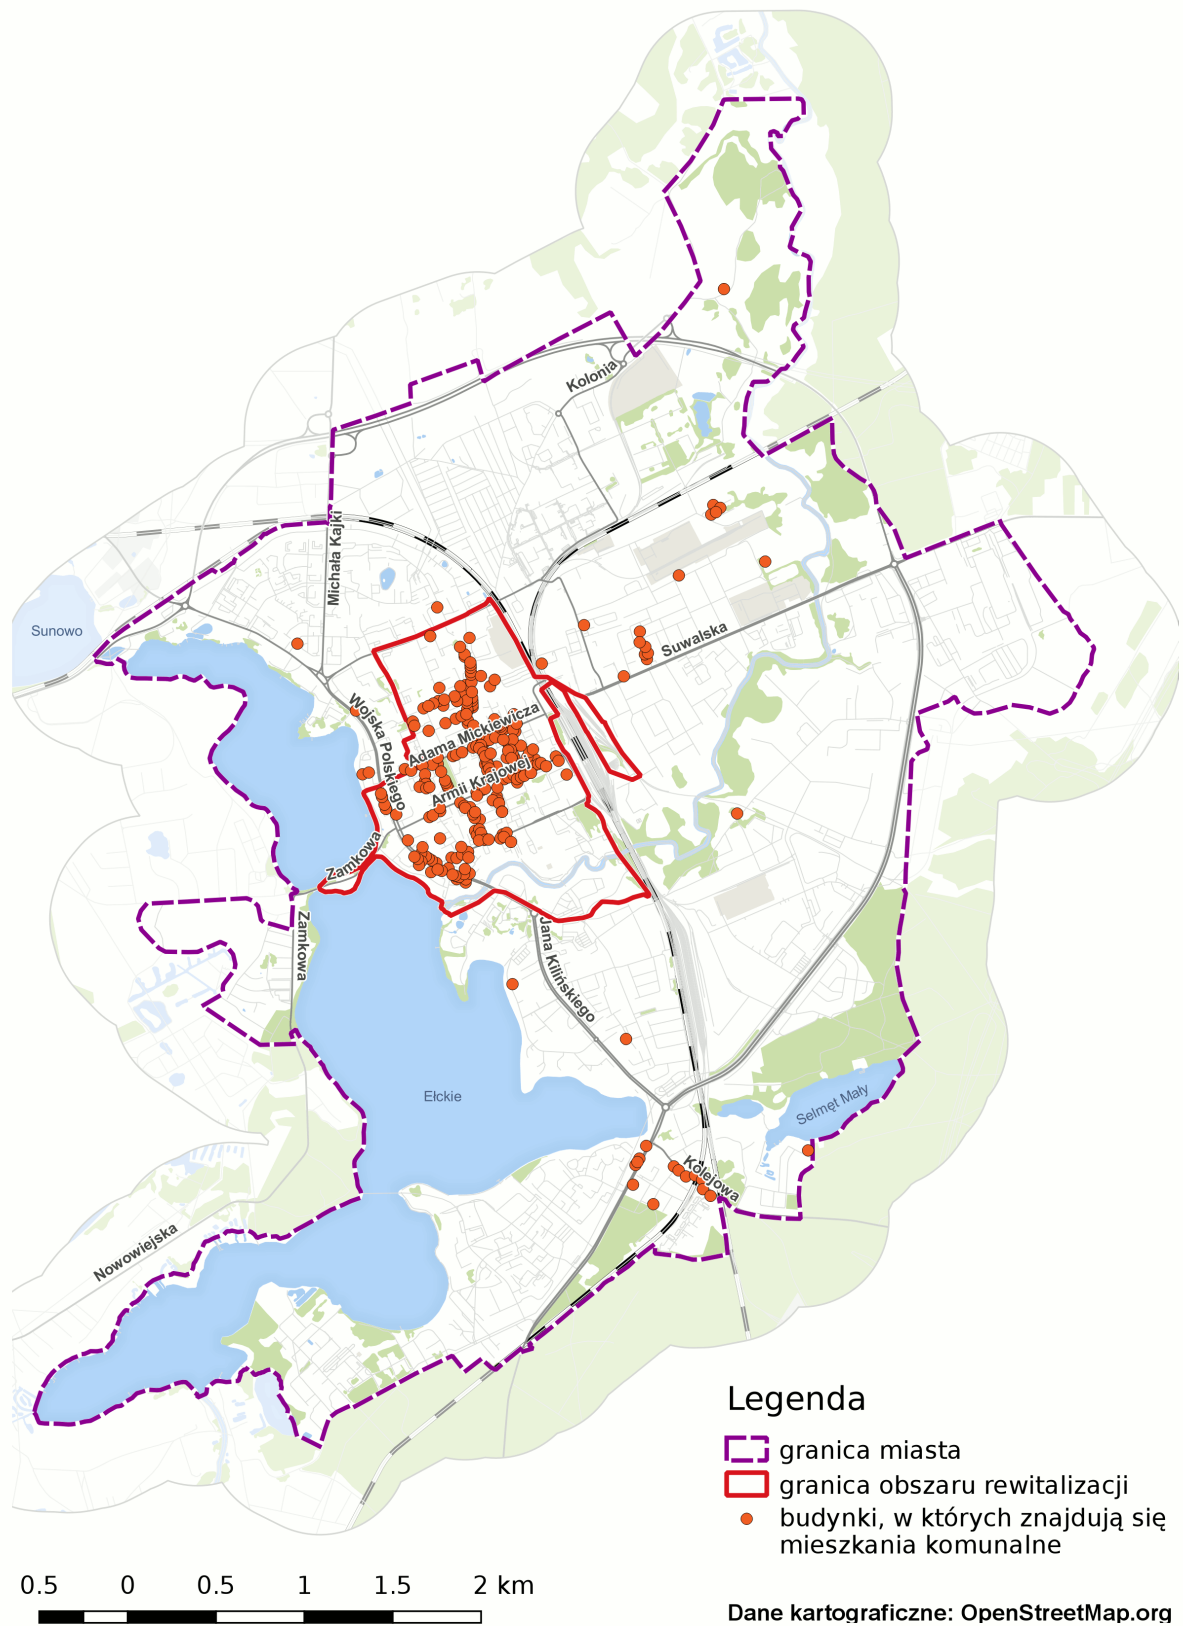 Kolonia
Michała Kajki
Sunowo
Suwalska
Wojska Polskiego
Adama Mickiewicza
Armii Krajowej
Zamkowa
Zamkowa
Jana Kilińskiego
Ełckie
Selmęt Mały
Kolejowa
Nowowiejska
Legenda
granica miasta
granica obszaru rewitalizacji
budynki, w których znajdują się
mieszkania komunalne
0.5 0 0.5 1 1.5 2 km
Dane kartograficzne: OpenStreetMap.org